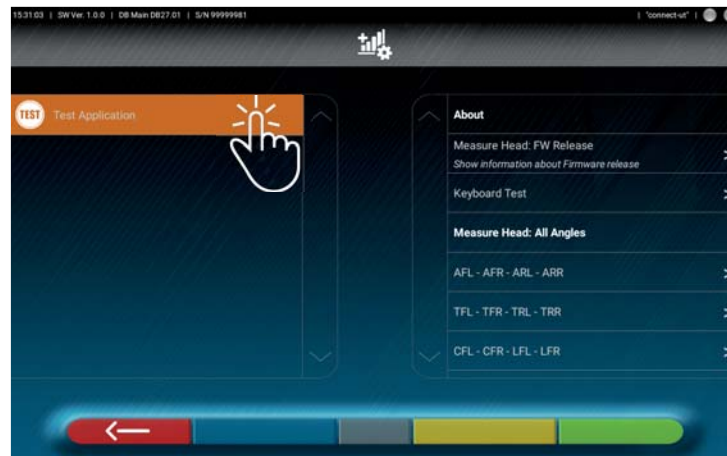 15:31:03 | SW Ver. 1.0.0 | DB Main DB27.01 | S/N 99999981 | "connect-ut" |
TEST Test Application
About
Measure Head: FW Release
Show information about Firmware release
Keyboard Test
Measure Head: All Angles
AFL - AFR - ARL - ARR
TFL - TFR - TRL - TRR
CFL - CFR - LFL - LFR